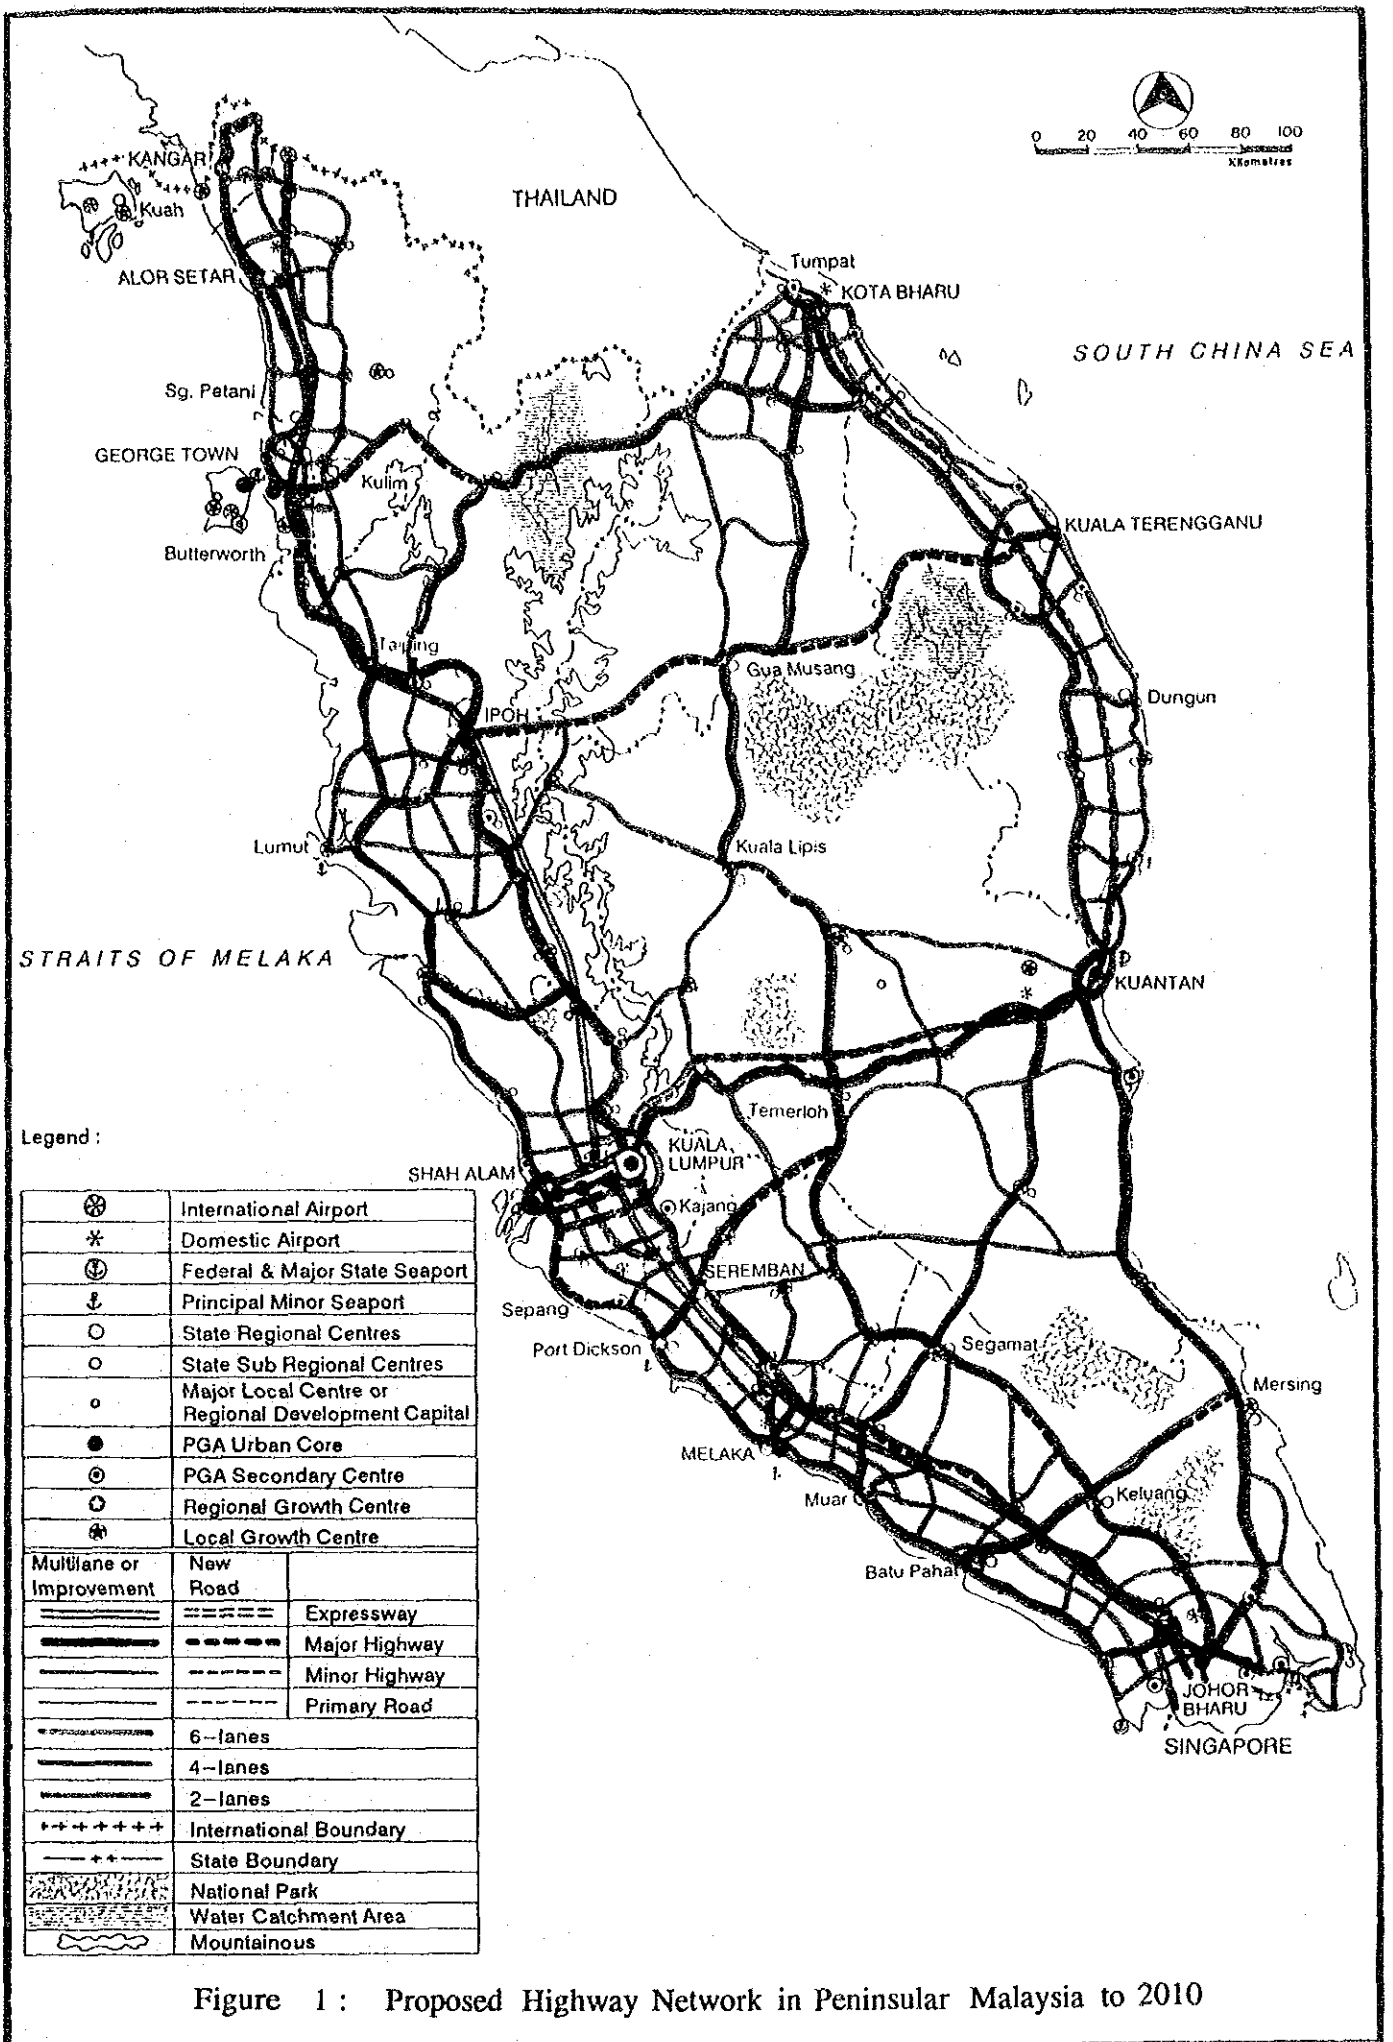 0 20 40 60 80 100
Kilometres
KANGAR
THAILAND
Kuah
ALOR SETAR
Tumpat
KOTA BHARU
SOUTH CHINA SEA
Sg. Petani
GEORGE TOWN
Kulim
KUALA TERENGGANU
Butterworth
Taiping
Gua Musang
Dungun
IPOH
Lumut
Kuala Lipis
STRAITS OF MELAKA
KUANTAN
Temerloh
Legend :
KUALA
LUMPUR
SHAH ALAM
Kajang
SEREMBAN
Sepang
Port Dickson
Segamat
Mersing
MELAKA
Muar
Keluang
Batu Pahat
JOHOR
BHARU
SINGAPORE
International Airport
Domestic Airport
Federal & Major State Seaport
Principal Minor Seaport
State Regional Centres
State Sub Regional Centres
Major Local Centre or
Regional Development Capital
PGA Urban Core
PGA Secondary Centre
Regional Growth Centre
Local Growth Centre
Multilane or New
Improvement Road
Expressway
Major Highway
Minor Highway
Primary Road
6-lanes
4-lanes
2-lanes
International Boundary
State Boundary
National Park
Water Catchment Area
Mountainous
Figure 1 : Proposed Highway Network in Peninsular Malaysia to 2010